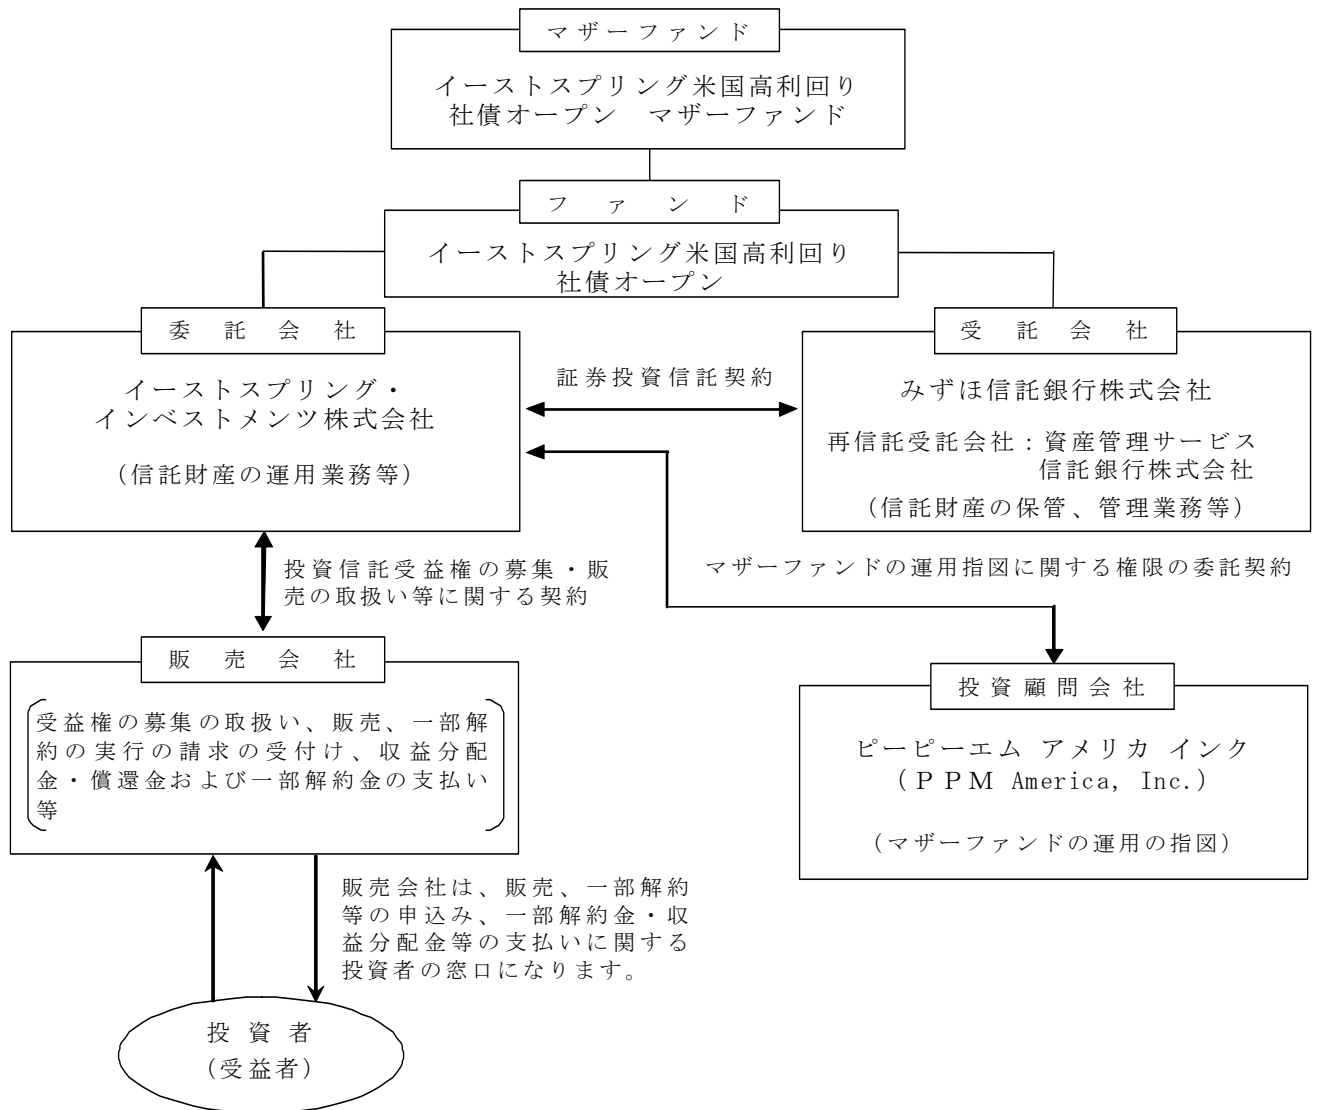 マザーファンド
イーストスプリング米国高利回り
社債オープン　マザーファンド
ファンド
イーストスプリング米国高利回り
社債オープン
委託会社
イーストスプリング・
インベストメンツ株式会社
（信託財産の運用業務等）
証券投資信託契約
受託会社
みずほ信託銀行株式会社
再信託受託会社：資産管理サービス
信託銀行株式会社
（信託財産の保管、管理業務等）
投資信託受益権の募集・販
売の取扱い等に関する契約
マザーファンドの運用指図に関する権限の委託契約
販売会社
受益権の募集の取扱い、販売、一部解
約の実行の請求の受付け、収益分配
金・償還金および一部解約金の支払い
等
投資顧問会社
ピーピーエム アメリカ インク
（ＰＰＭ America, Inc.）
（マザーファンドの運用の指図）
販売会社は、販売、一部解約
等の申込み、一部解約金・収
益分配金等の支払いに関する
投資者の窓口になります。
投資者
（受益者）